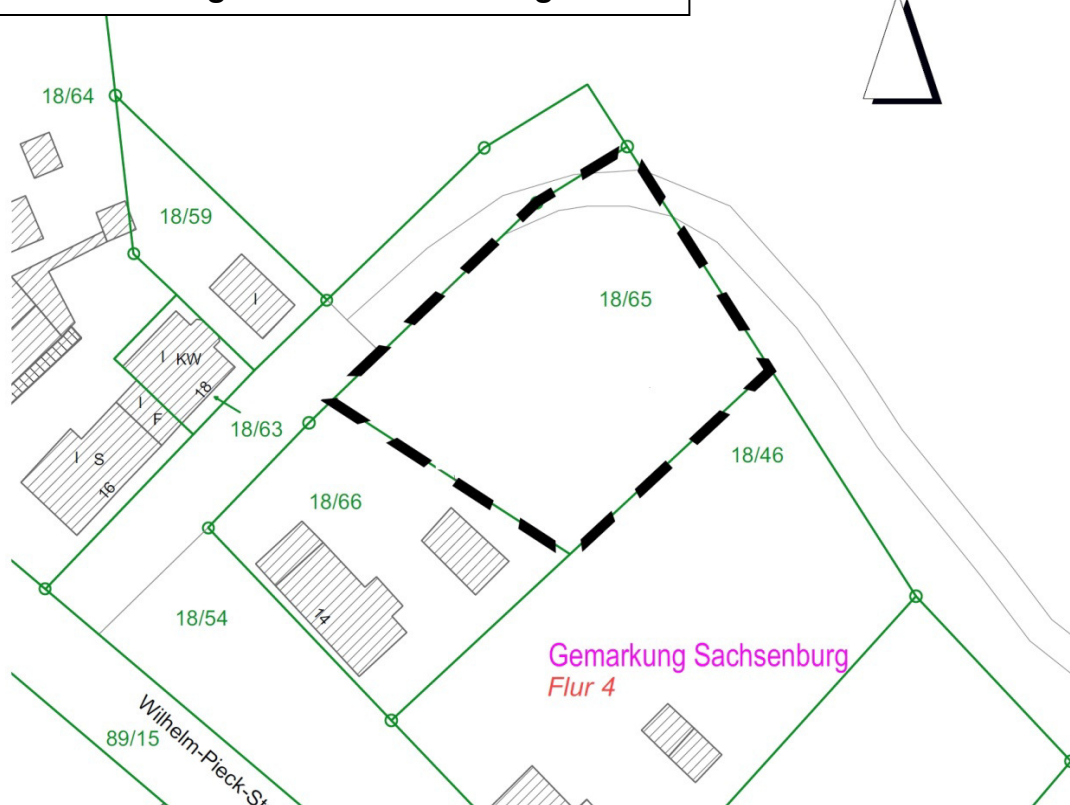 18/64
18/59
18/65
I
I KW
18
I
F
18/63
I S
16
18/46
18/66
14
18/54
Gemarkung Sachsenburg
Flur 4
Wilhelm-Pieck-St
89/15